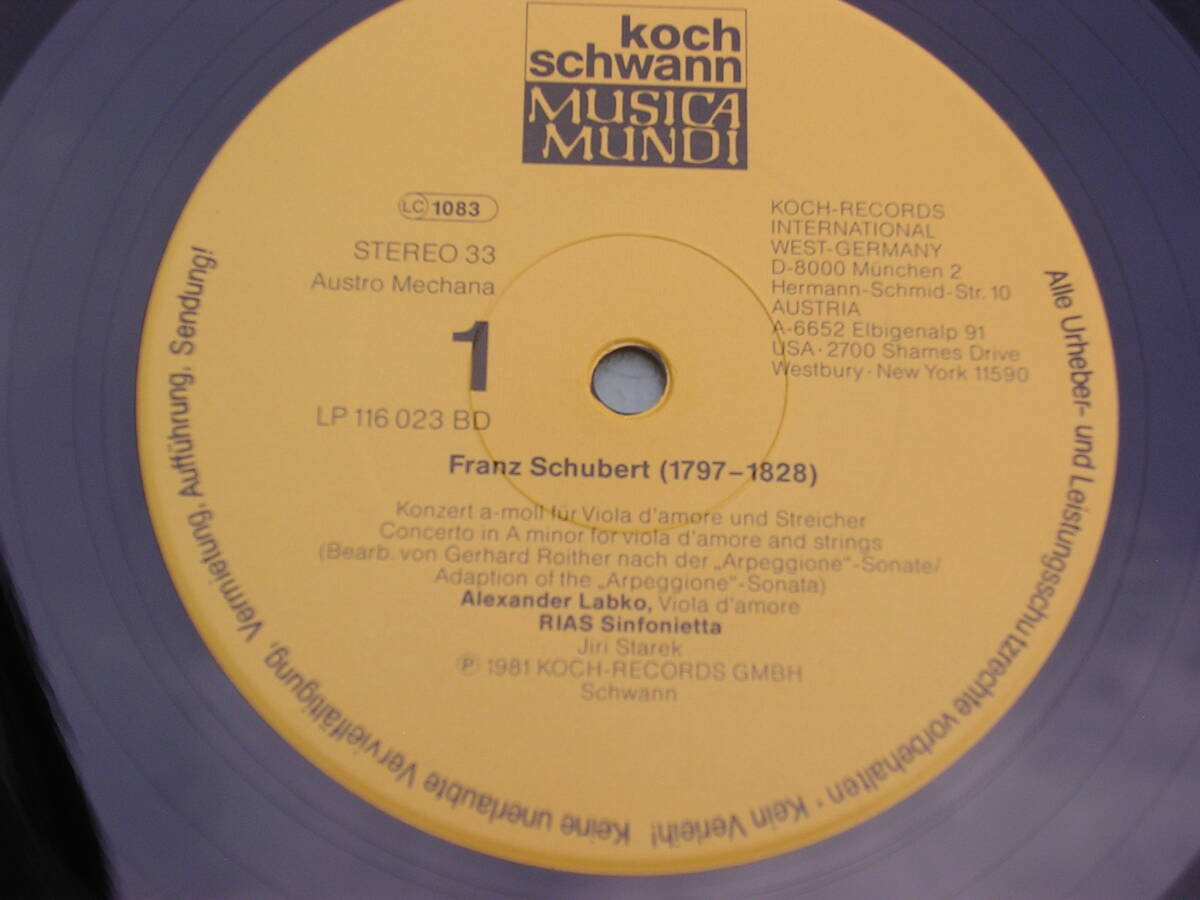 koch
schwann
MUSICA
MUNDI
LC 1083
STEREO 33
Austro Mechana
1
LP 116 023 BD
KOCH-RECORDS
INTERNATIONAL
WEST-GERMANY
D-8000 München 2
Hermann-Schmid-Str. 10
AUSTRIA
A-6652 Elbigenalp 91
USA · 2700 Shames Drive
Westbury · New York 11590
Franz Schubert (1797–1828)
Konzert a-moll für Viola d'amore und Streicher
Concerto in A minor for viola d'amore and strings
(Bearb. von Gerhard Roither nach der „Arpeggione“-Sonate/
Adaption of the „Arpeggione“-Sonata)
Alexander Labko, Viola d'amore
RIAS Sinfonietta
Jiri Starek
℗ 1981 KOCH-RECORDS GMBH
Schwann
Alle Urheber- und Leistungsschutzrechte vorbehalten · Kein Verleih! Keine unerlaubte Vervielfältigung, Vermietung, Aufführung, Sendung!